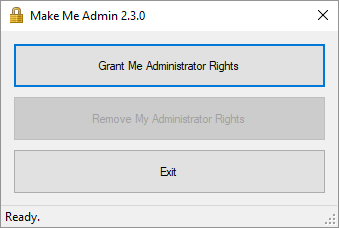 Make Me Admin 2.3.0
Grant Me Administrator Rights
Remove My Administrator Rights
Exit
Ready.